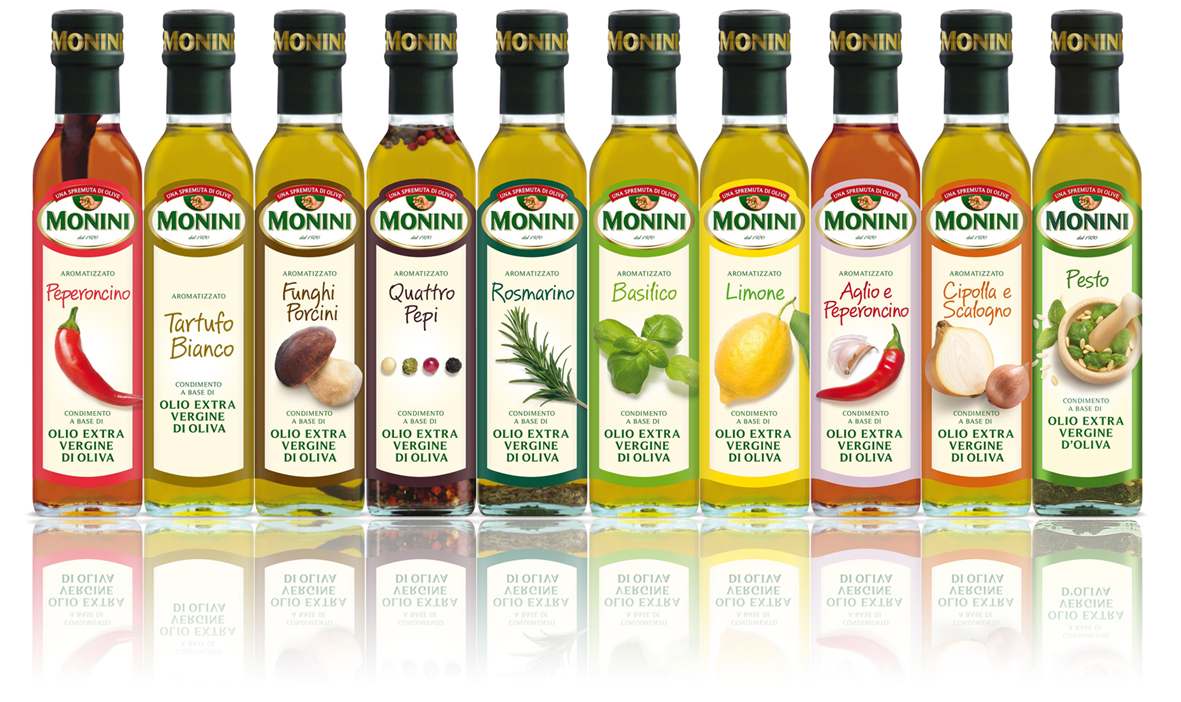 MONINI
UNA SPREMUTA DI OLIVE
MONINI
dal 1920
AROMATIZZATO
Peperoncino
CONDIMENTO
A BASE DI
OLIO EXTRA
VERGINE
DI OLIVA
MONINI
UNA SPREMUTA DI OLIVE
MONINI
dal 1920
AROMATIZZATO
Tartufo
Bianco
CONDIMENTO
A BASE DI
OLIO EXTRA
VERGINE
DI OLIVA
MONINI
UNA SPREMUTA DI OLIVE
MONINI
dal 1920
AROMATIZZATO
Funghi
Porcini
CONDIMENTO
A BASE DI
OLIO EXTRA
VERGINE
DI OLIVA
MONINI
UNA SPREMUTA DI OLIVE
MONINI
dal 1920
AROMATIZZATO
Quattro
Pepi
CONDIMENTO
A BASE DI
OLIO EXTRA
VERGINE
DI OLIVA
MONINI
UNA SPREMUTA DI OLIVE
MONINI
dal 1920
AROMATIZZATO
Rosmarino
CONDIMENTO
A BASE DI
OLIO EXTRA
VERGINE
DI OLIVA
MONINI
UNA SPREMUTA DI OLIVE
MONINI
dal 1920
AROMATIZZATO
Basilico
CONDIMENTO
A BASE DI
OLIO EXTRA
VERGINE
DI OLIVA
MONINI
UNA SPREMUTA DI OLIVE
MONINI
dal 1920
AROMATIZZATO
Limone
CONDIMENTO
A BASE DI
OLIO EXTRA
VERGINE
DI OLIVA
MONINI
UNA SPREMUTA DI OLIVE
MONINI
dal 1920
AROMATIZZATO
Aglio e
Peperoncino
CONDIMENTO
A BASE DI
OLIO EXTRA
VERGINE
DI OLIVA
MONINI
UNA SPREMUTA DI OLIVE
MONINI
dal 1920
AROMATIZZATO
Cipolla e
Scalogno
CONDIMENTO
A BASE DI
OLIO EXTRA
VERGINE
DI OLIVA
MONINI
UNA SPREMUTA DI OLIVE
MONINI
dal 1920
Pesto
CONDIMENTO
A BASE DI
OLIO EXTRA
VERGINE
D'OLIVA